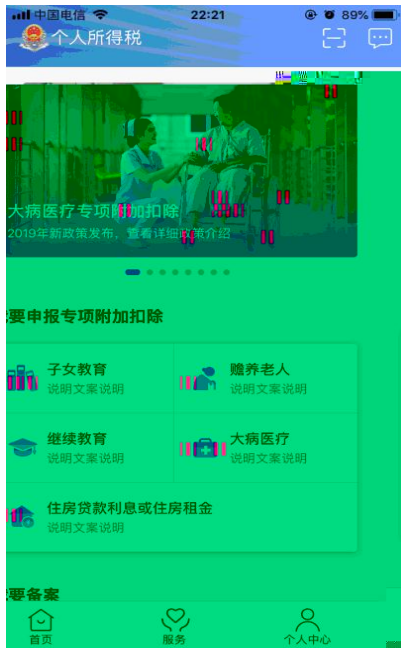 中国电信 22:21 89%
个人所得税
大病医疗专项附加扣除
2019年新政策发布，查看详细政策介绍
要申报专项附加扣除
子女教育 赡养老人
说明文案说明 说明文案说明
继续教育 大病医疗
说明文案说明 说明文案说明
住房贷款利息或住房租金
说明文案说明
要备案
首页 服务 个人中心